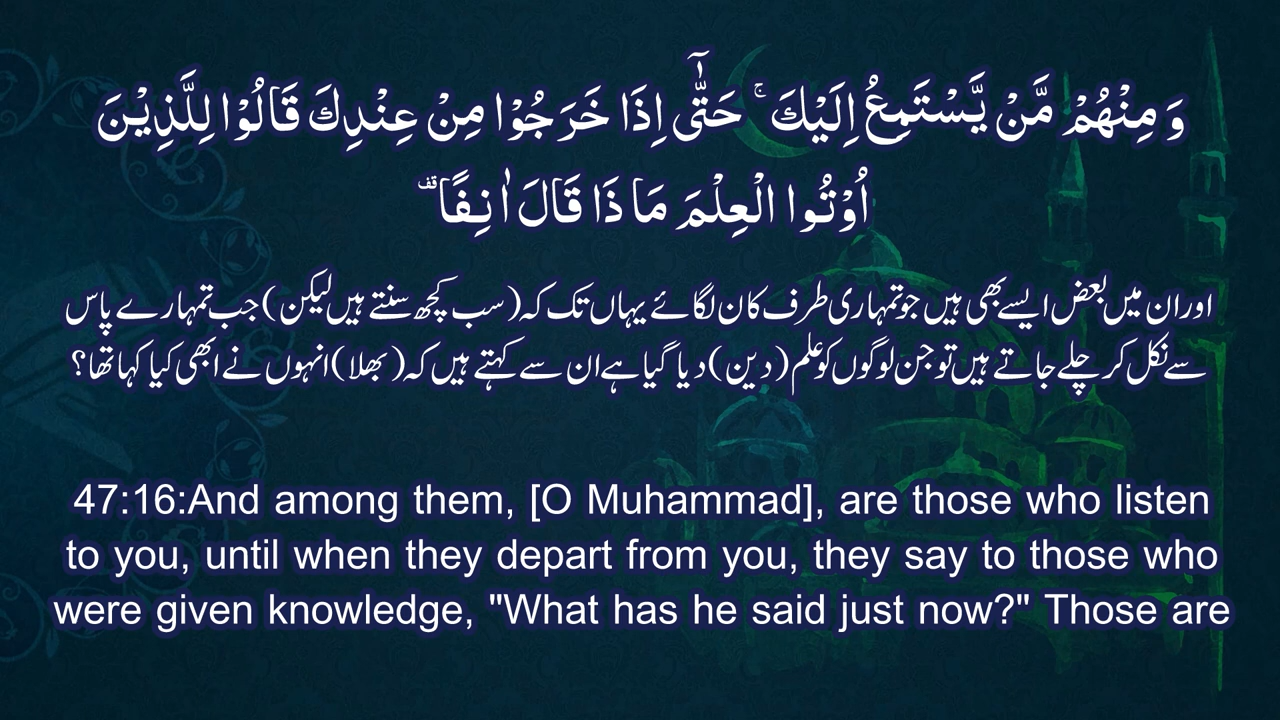 وَ مِنْهُمْ مَّنْ یَّسْتَمِعُ اِلَیْكَ ۚ حَتّٰۤى اِذَا خَرَجُوْا مِنْ عِنْدِكَ قَالُوْا لِلَّذِیْنَ
اُوْتُوا الْعِلْمَ مَا ذَا قَالَ اٰنِفًا ۫
اور ان میں بعض ایسے بھی ہیں جو تمہاری طرف کان لگائے یہاں تک کہ (سب کچھ سنتے ہیں لیکن) جب تمہارے پاس
سے نکل کر چلے جاتے ہیں تو جن لوگوں کو علم (دین) دیا گیا ہے ان سے کہتے ہیں کہ (بھلا) انہوں نے ابھی کیا کہا تھا؟
47:16:And among them, [O Muhammad], are those who listen
to you, until when they depart from you, they say to those who
were given knowledge, "What has he said just now?" Those are